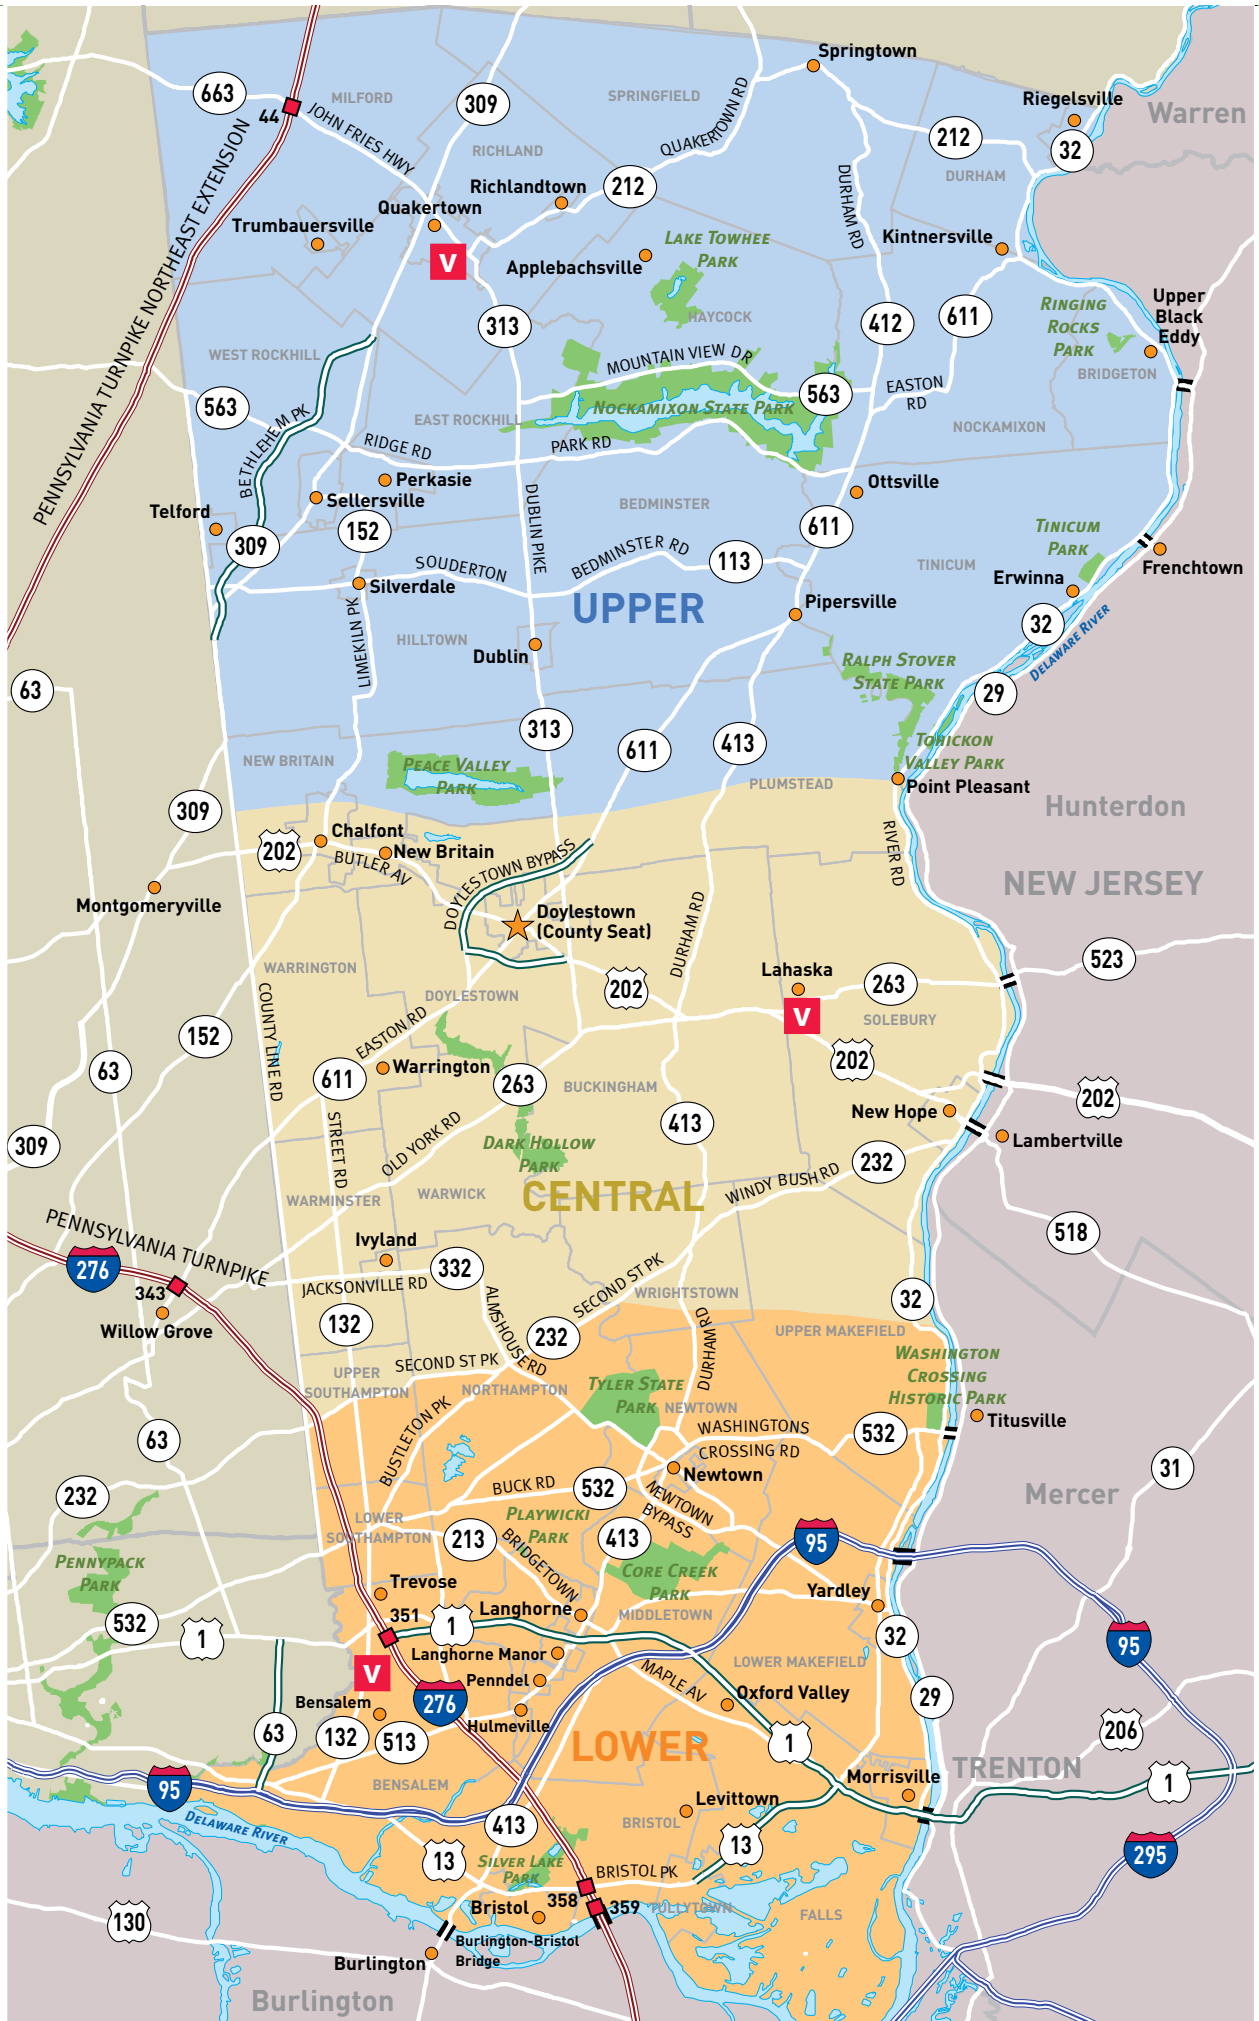 Springtown
663
MILFORD
309
SPRINGFIELD
QUAKERTOWN RD
Riegelsville
Warren
44
JOHN FRIES HWY
RICHLAND
212
32
DURHAM
Richlandtown
212
DURHAM RD
Quakertown
Trumbauersville
V
Applebachsville
LAKE TOWHEE
PARK
Kintnersville
PENNSYLVANIA TURNPIKE NORTHEAST EXTENSION
HAYCOCK
313
412
611
RINGING
ROCKS
PARK
Upper
Black
Eddy
WEST ROCKHILL
MOUNTAIN VIEW DR
BRIDGETON
563
563
EASTON
RD
BETHLEHEM PK
EAST ROCKHILL
NOCKAMIXON STATE PARK
NOCKAMIXON
RIDGE RD
PARK RD
Perkasie
Sellersville
Ottsville
Telford
DUBLIN PIKE
BEDMINSTER
309
152
611
TINICUM
PARK
SOUDERTON
BEDMINSTER RD
113
TINICUM
Frenchtown
Silverdale
Erwinna
UPPER
Pipersville
LIMEKILN PK
HILLTOWN
32
DELAWARE RIVER
Dublin
RALPH STOVER
STATE PARK
63
29
313
611
413
TOHICKON
VALLEY PARK
NEW BRITAIN
PEACE VALLEY
PARK
PLUMSTEAD
Point Pleasant
309
Hunterdon
Chalfont
202
New Britain
BUTLER AV
DOYLESTOWN BYPASS
RIVER RD
Montgomeryville
NEW JERSEY
Doylestown
(County Seat)
DURHAM RD
WARRINGTON
Lahaska
523
COUNTY LINE RD
DOYLESTOWN
202
263
V
SOLEBURY
152
EASTON RD
63
611
Warrington
263
BUCKINGHAM
202
202
STREET RD
OLD YORK RD
413
New Hope
309
DARK HOLLOW
PARK
Lambertville
232
WINDY BUSH RD
WARMINSTER
WARWICK
CENTRAL
PENNSYLVANIA TURNPIKE
Ivyland
518
276
343
JACKSONVILLE RD
332
SECOND ST PK
WRIGHTSTOWN
32
Willow Grove
132
ALMSHOUSE RD
232
DURHAM RD
UPPER MAKEFIELD
UPPER
SOUTHAMPTON
SECOND ST PK
NORTHAMPTON
TYLER STATE
PARK
NEWTOWN
WASHINGTON
CROSSING
HISTORIC PARK
Titusville
63
BUSTLETON PK
WASHINGTONS
CROSSING RD
532
31
Newtown
232
BUCK RD
532
NEWTOWN
BYPASS
Mercer
LOWER
SOUTHAMPTON
213
PLAYWICKI
PARK
413
BRIDGETOWN
95
PENNYPACK
PARK
CORE CREEK
PARK
Trevose
Yardley
532
351
1
Langhorne
MIDDLETOWN
32
95
1
Langhorne Manor
LOWER MAKEFIELD
V
Penndel
MAPLE AV
Oxford Valley
276
29
Bensalem
Hulmeville
63
132
513
LOWER
1
206
95
BENSALEM
Morrisville
TRENTON
1
Levittown
DELAWARE RIVER
413
BRISTOL
13
13
295
SILVER LAKE
PARK
BRISTOL PK
130
Bristol
358
359
TULLYTOWN
FALLS
Burlington-Bristol
Bridge
Burlington
Burlington